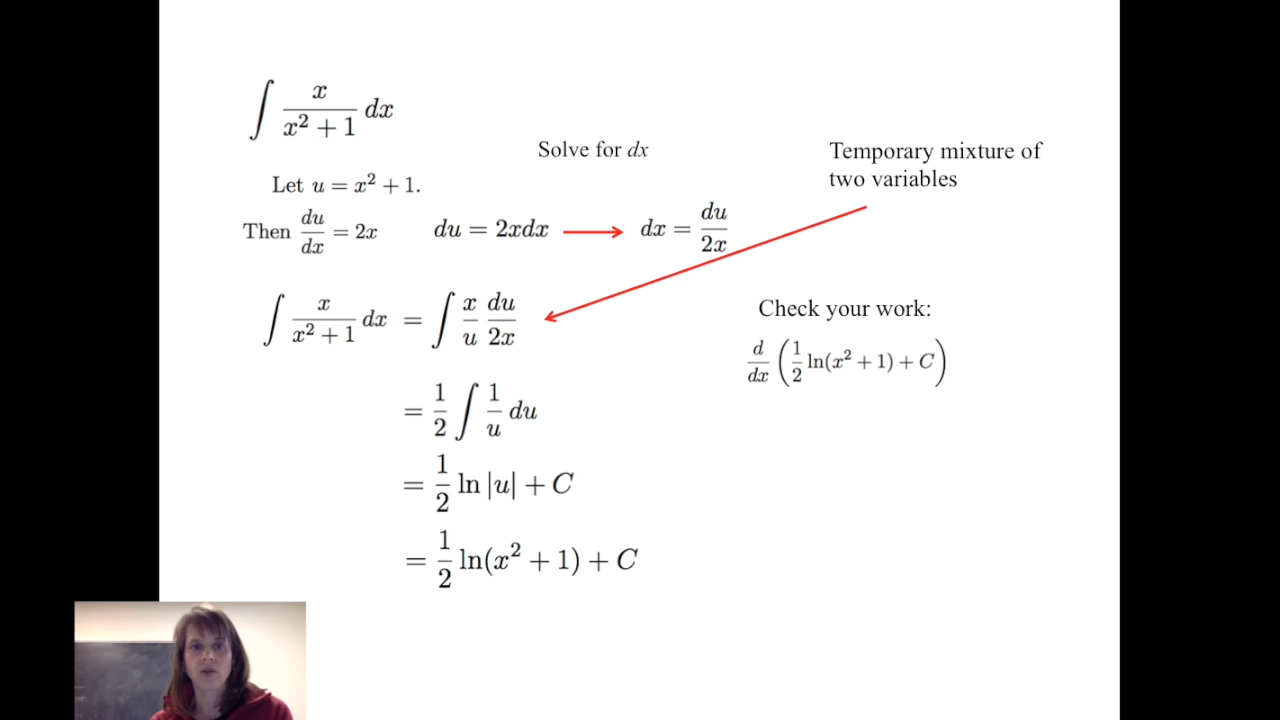 ∫ x/(x² + 1) dx
Solve for dx
Temporary mixture of
two variables
Let u = x² + 1.
Then du/dx = 2x
du = 2xdx → dx = du/2x
∫ x/(x² + 1) dx = ∫ x/u du/2x
Check your work:
d/dx (1/2 ln(x² + 1) + C)
= 1/2 ∫ 1/u du
= 1/2 ln |u| + C
= 1/2 ln(x² + 1) + C